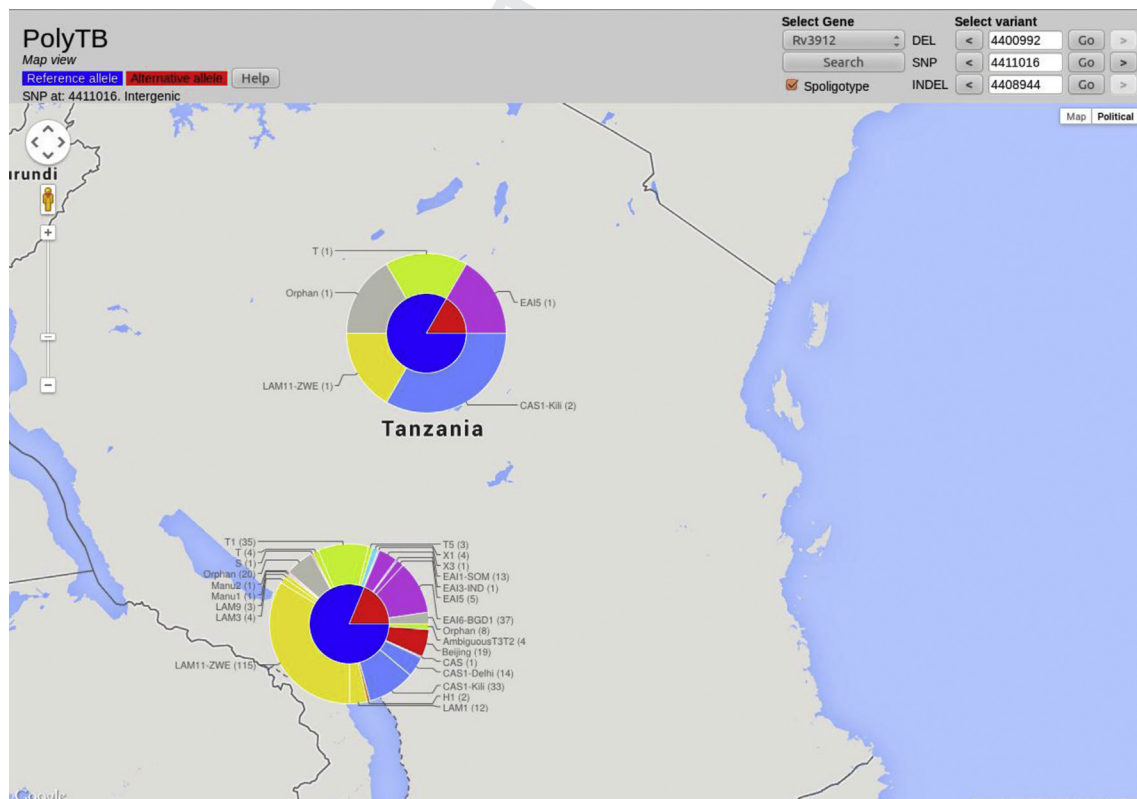 PolyTB
Map view
Reference allele Alternative allele Help
SNP at: 4411016. Intergenic
Select Gene
Rv3912
Search
Spoligotype
Select variant
DEL < 4400992 Go >
SNP < 4411016 Go >
INDEL < 4408944 Go >
Map Political
urundi
+
−
T (1)
Orphan (1)
EAI5 (1)
LAM11-ZWE (1)
CAS1-Kili (2)
Tanzania
T1 (35)
T (4)
S (1)
Orphan (20)
Manu2 (1)
Manu1 (1)
LAM9 (3)
LAM3 (4)
LAM11-ZWE (115)
T5 (3)
X1 (4)
X3 (1)
EAI1-SOM (13)
EAI3-IND (1)
EAI5 (5)
EAI6-BGD1 (37)
Orphan (8)
AmbiguousT3T2 (4
Beijing (19)
CAS (1)
CAS1-Delhi (14)
CAS1-Kili (33)
H1 (2)
LAM1 (12)
Google